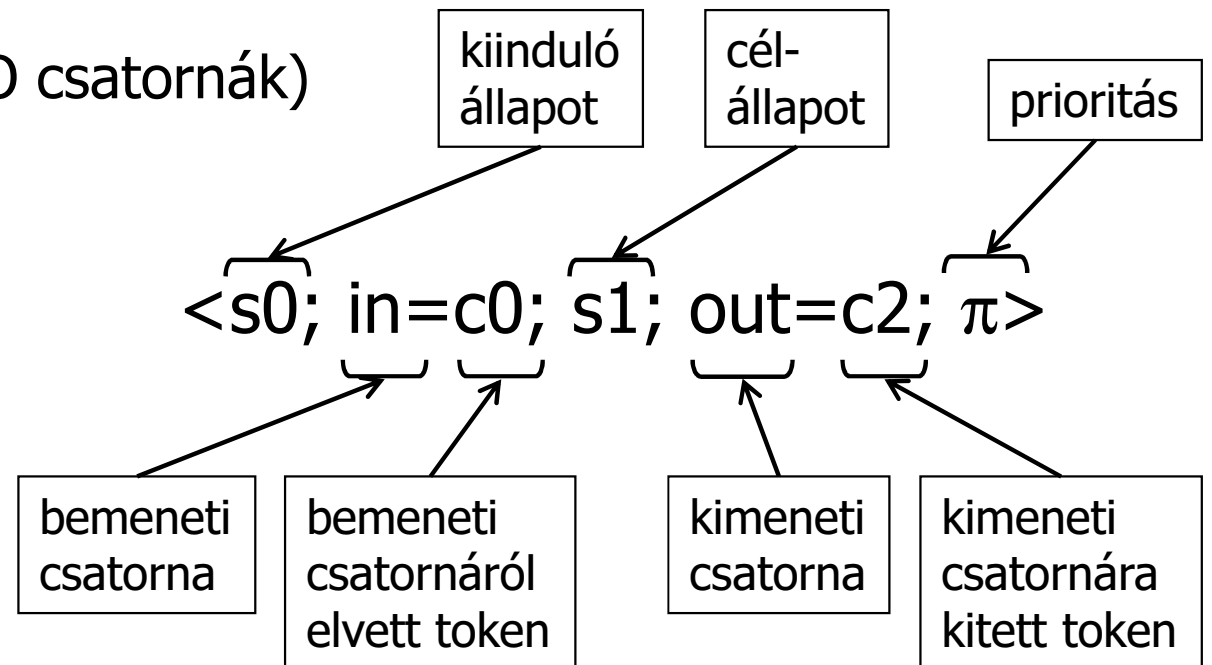 kiinduló
állapot
cél-
állapot
prioritás
csatornák)
<s0; in=c0; s1; out=c2; π>
bemeneti
csatorna
bemeneti
csatornáról
elvett token
kimeneti
csatorna
kimeneti
csatornára
kitett token